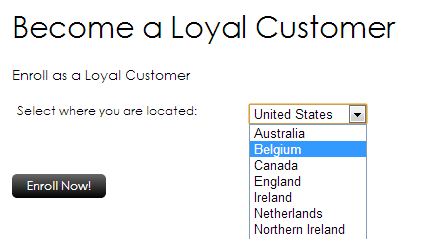 Become a Loyal Customer
Enroll as a Loyal Customer
Select where you are located:
United States
Australia
Belgium
Canada
England
Ireland
Netherlands
Northern Ireland
Enroll Now!